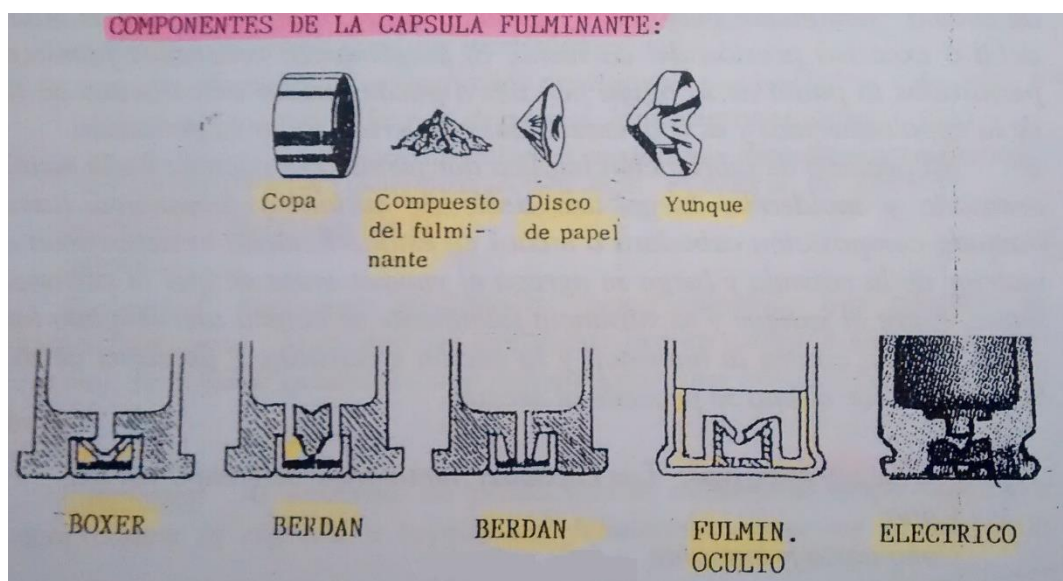 COMPONENTES DE LA CAPSULA FULMINANTE:
Copa
Compuesto
del fulmi-
nante
Disco
de papel
Yunque
BOXER
BERDAN
BERDAN
FULMIN.
OCULTO
ELECTRICO